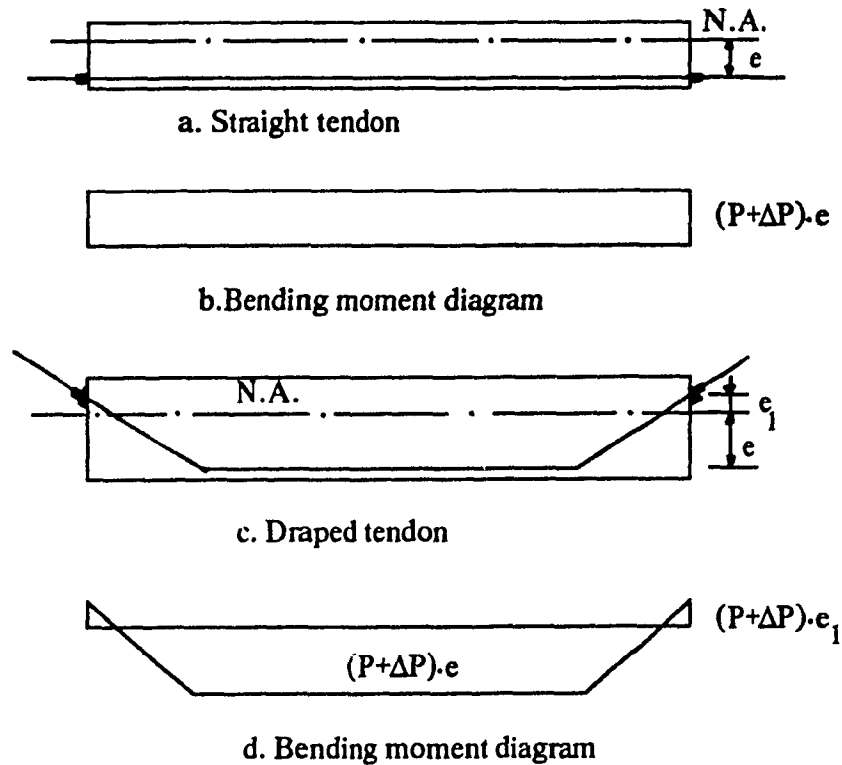 N.A.
e
a. Straight tendon
(P+ΔP).e
b.Bending moment diagram
N.A.
e1
e
c. Draped tendon
(P+ΔP).e1
(P+ΔP).e
d. Bending moment diagram